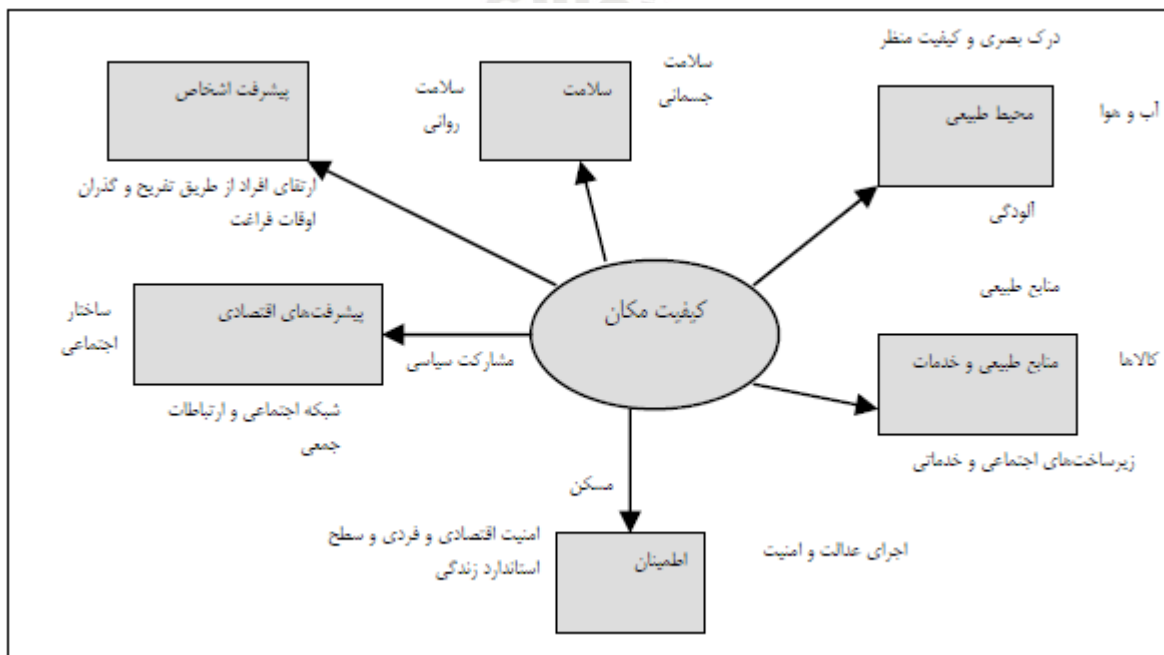 درک بصری و کیفیت منظر
محیط طبیعی
آب و هوا
آلودگی
منابع طبیعی
منابع طبیعی و خدمات
کالاها
زیرساخت‌های اجتماعی و خدماتی
سلامت
سلامت
جسمانی
سلامت
روانی
پیشرفت اشخاص
ارتقای افراد از طریق تفریح و گذران
اوقات فراغت
کیفیت مکان
پیشرفت‌های اقتصادی
ساختار
اجتماعی
مشارکت سیاسی
شبکه اجتماعی و ارتباطات
جمعی
مسکن
اطمینان
اجرای عدالت و امنیت
امنیت اقتصادی و فردی و سطح
استاندارد زندگی